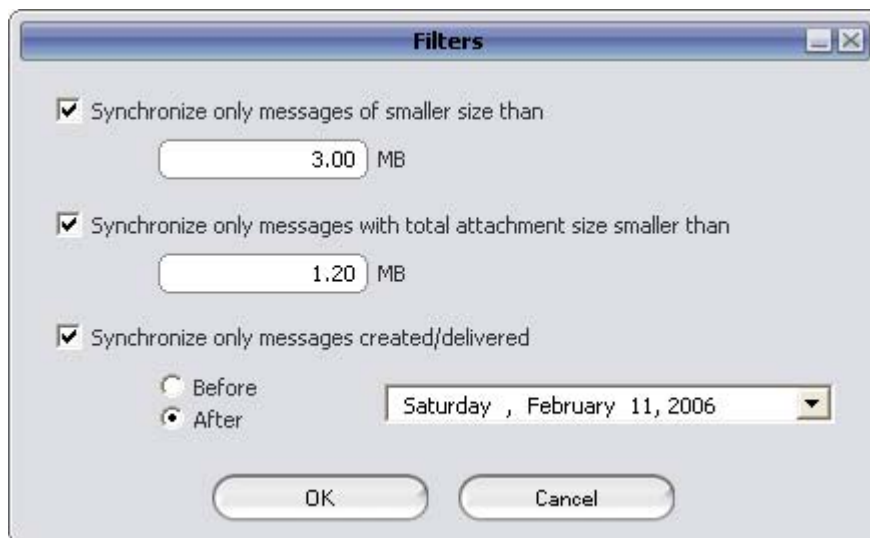 Filters
Synchronize only messages of smaller size than
3.00 MB
Synchronize only messages with total attachment size smaller than
1.20 MB
Synchronize only messages created/delivered
Before
After
Saturday , February 11, 2006
OK Cancel